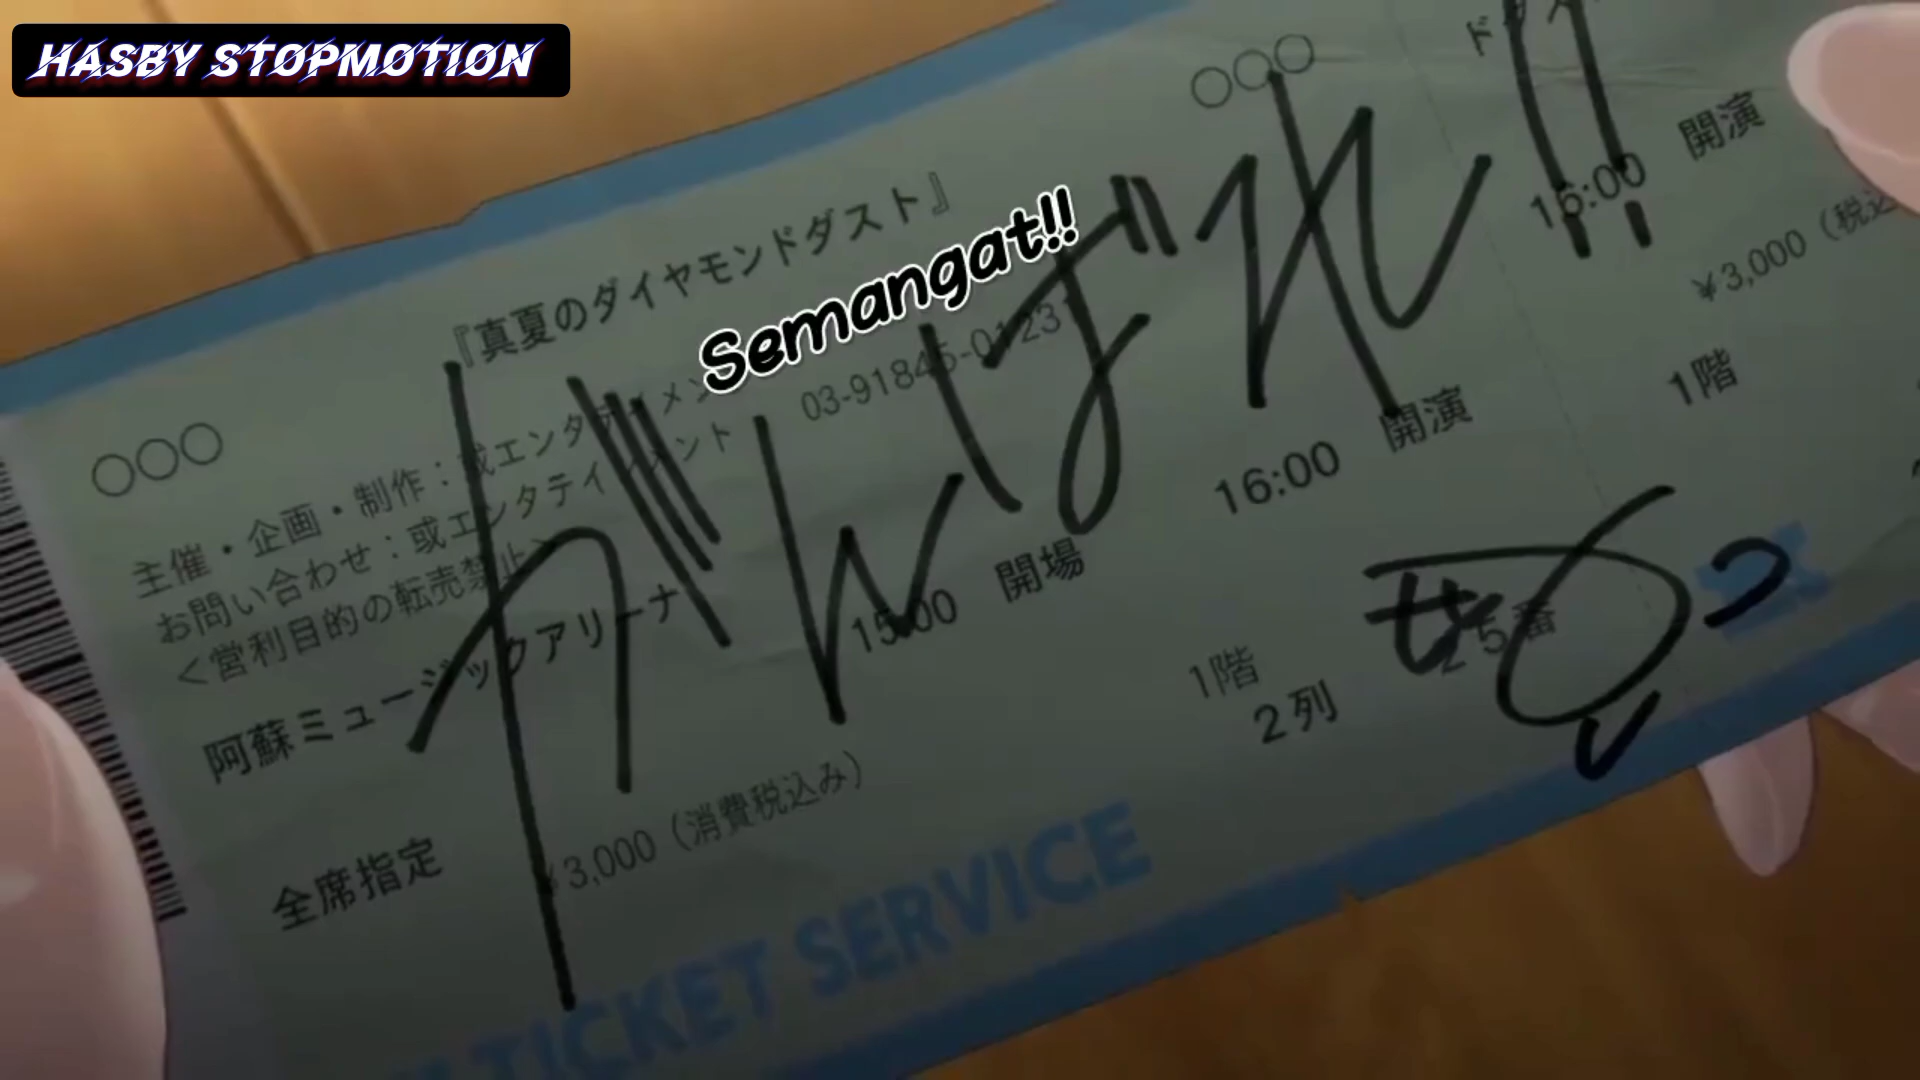 HASBY STOPMOTION
○○○
『真夏のダイヤモンドダスト』
Semangat!!
がんばれ!!
○○○
主催・企画・制作：或エンタテイメント
お問い合わせ：或エンタテイメント 03-91845-0123
＜営利目的の転売禁止＞
阿蘇ミュージックアリーナ
15:00 開場
16:00 開演
全席指定
¥3,000（消費税込み）
1階
2列
25番
TICKET SERVICE
16:00 開演
¥3,000（税込
1階